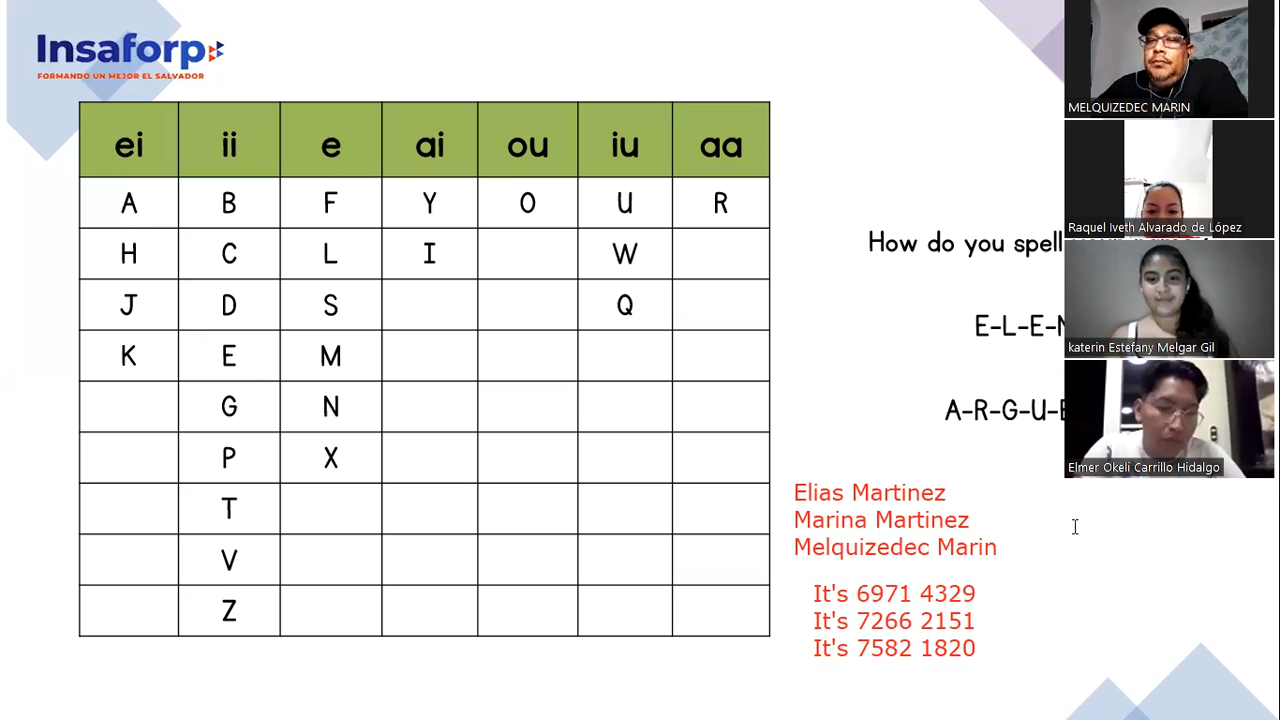 Insaforp
FORMANDO UN MEJOR EL SALVADOR
ei ii e ai ou iu aa
A B F Y O U R
H C L I W
J D S Q
K E M
G N
P X
T
V
Z
How do you spell
E-L-E-N
A-R-G-U-E
Elias Martinez
Marina Martinez
Melquizedec Marin
It's 6971 4329
It's 7266 2151
It's 7582 1820
MELQUIZEDEC MARIN
Raquel Iveth Alvarado de López
katerin Estefany Melgar Gil
Elmer Okeli Carrillo Hidalgo